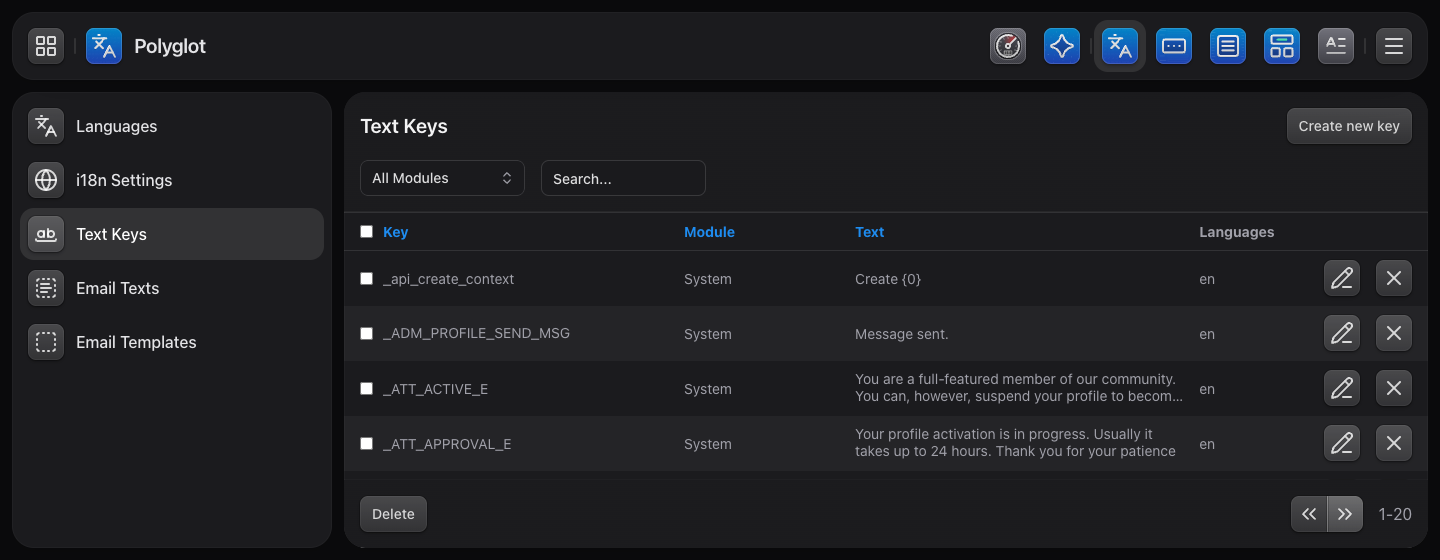 Polyglot
Languages
i18n Settings
ab Text Keys
Email Texts
Email Templates
Text Keys
Create new key
All Modules
Search...
Key Module Text Languages
_api_create_context System Create {0} en
_ADM_PROFILE_SEND_MSG System Message sent. en
_ATT_ACTIVE_E System You are a full-featured member of our community. en
You can, however, suspend your profile to becom...
_ATT_APPROVAL_E System Your profile activation is in progress. Usually it en
takes up to 24 hours. Thank you for your patience
Delete
1-20